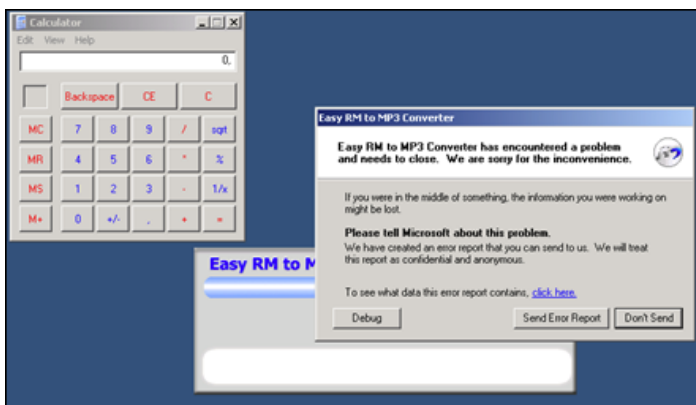 Calculator
Edit View Help
0.
Backspace CE C
MC 7 8 9 / sqrt
MR 4 5 6 * %
MS 1 2 3 - 1/x
M+ 0 +/- . + =
Easy RM to MP3 Converter
Easy RM to MP3 Converter has encountered a problem
and needs to close. We are sorry for the inconvenience.
If you were in the middle of something, the information you were working on
might be lost.
Please tell Microsoft about this problem.
We have created an error report that you can send to us. We will treat
this report as confidential and anonymous.
To see what data this error report contains, click here.
Debug Send Error Report Don't Send
Easy RM to M